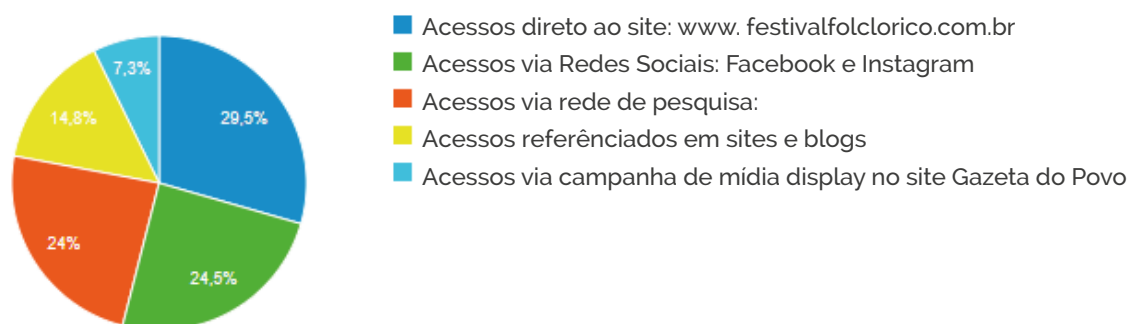 Acessos direto ao site: www. festivalfolclorico.com.br
Acessos via Redes Sociais: Facebook e Instagram
Acessos via rede de pesquisa:
Acessos referênciados em sites e blogs
Acessos via campanha de mídia display no site Gazeta do Povo
7,3%
29,5%
14,8%
24%
24,5%